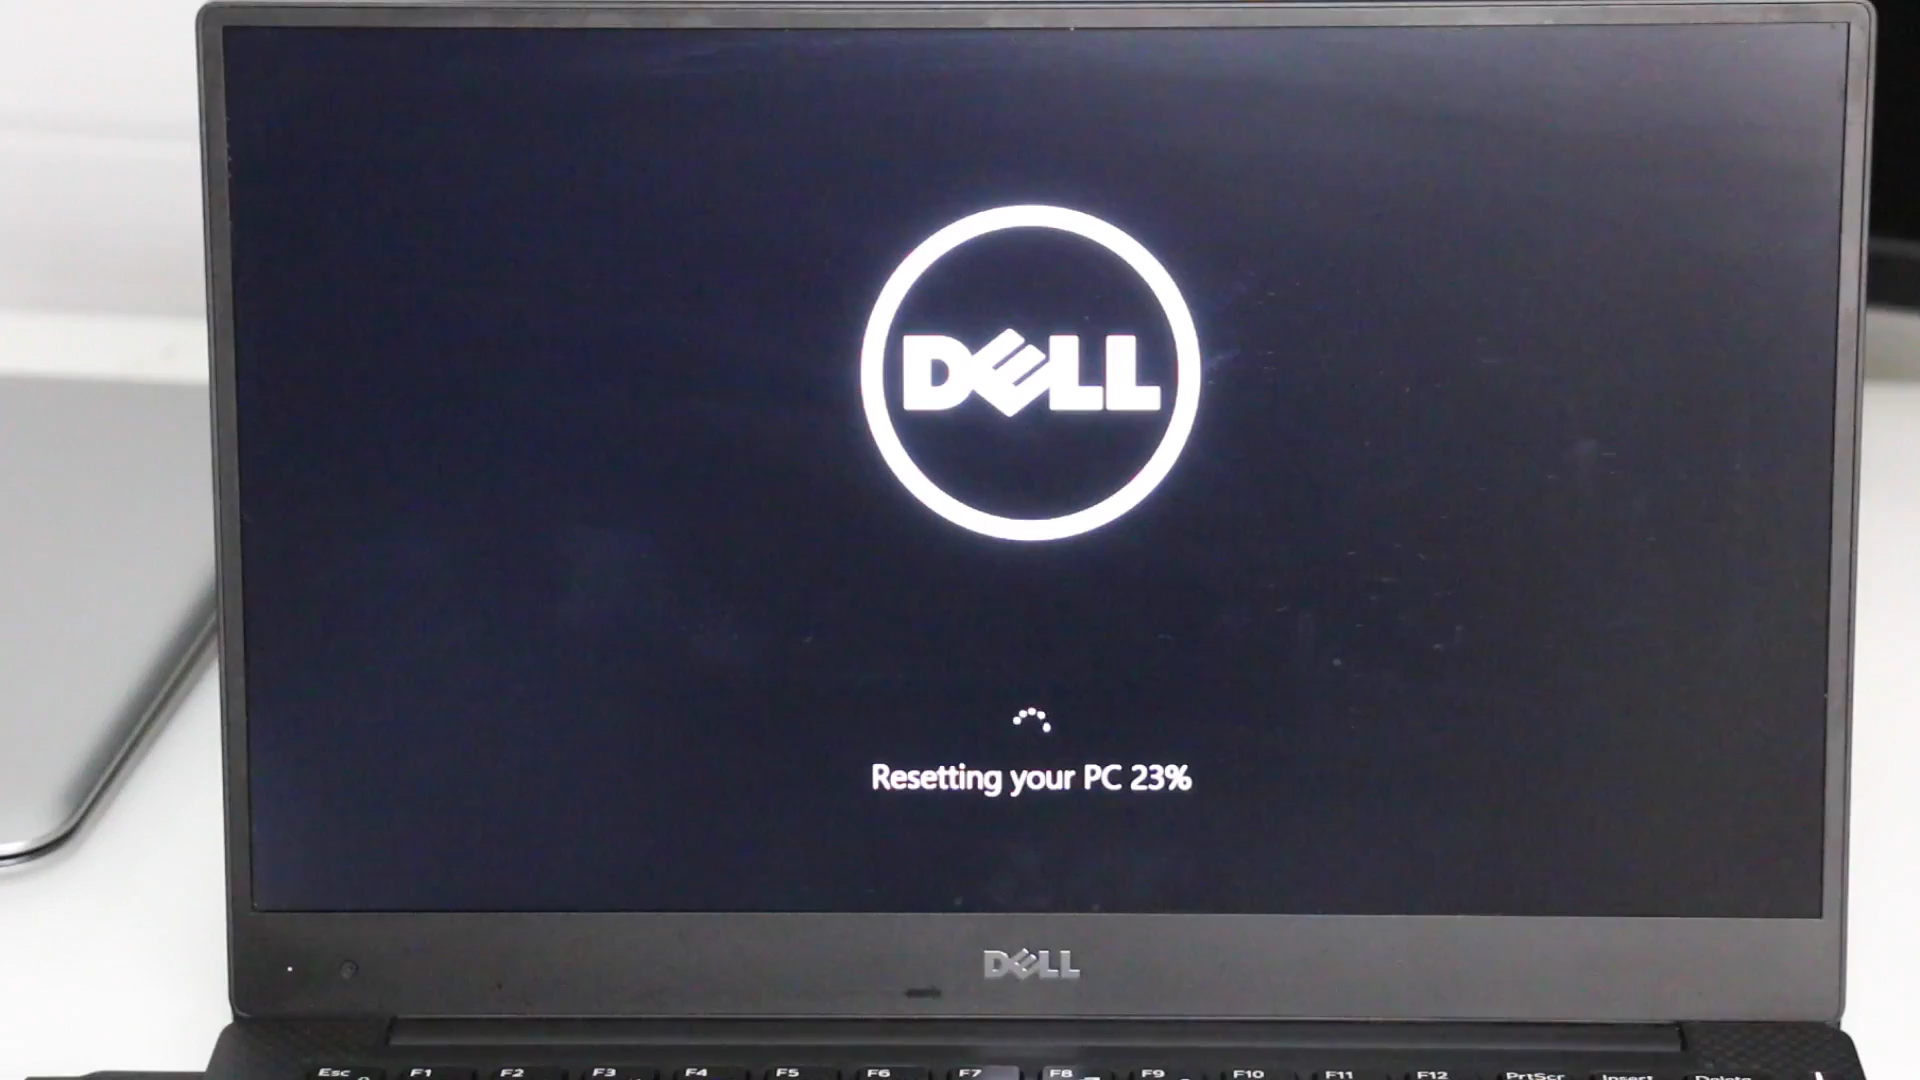 DELL
Resetting your PC 23%
DELL
Esc F1 F2 F3 F4 F5 F6 F7 F8 F9 F10 F11 F12 PrtScr Insert Delete